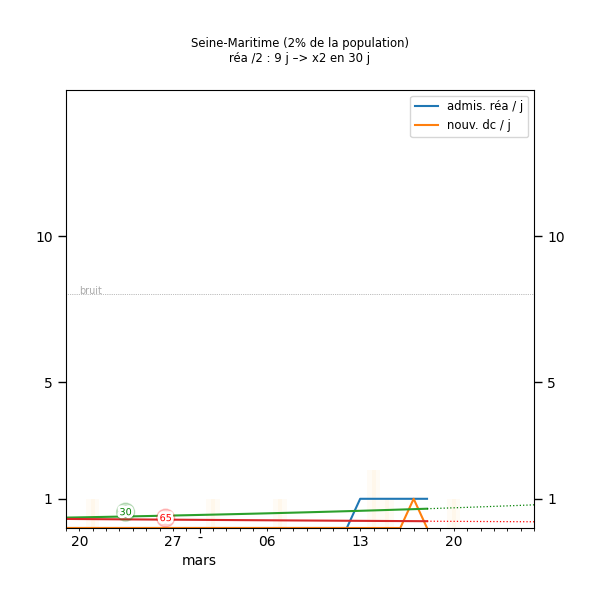 Seine-Maritime (2% de la population)
réa /2 : 9 j –> x2 en 30 j
admis. réa / j
nouv. dc / j
10 10
bruit
5 5
30
65
1 1
20 27 - 06 13 20
mars